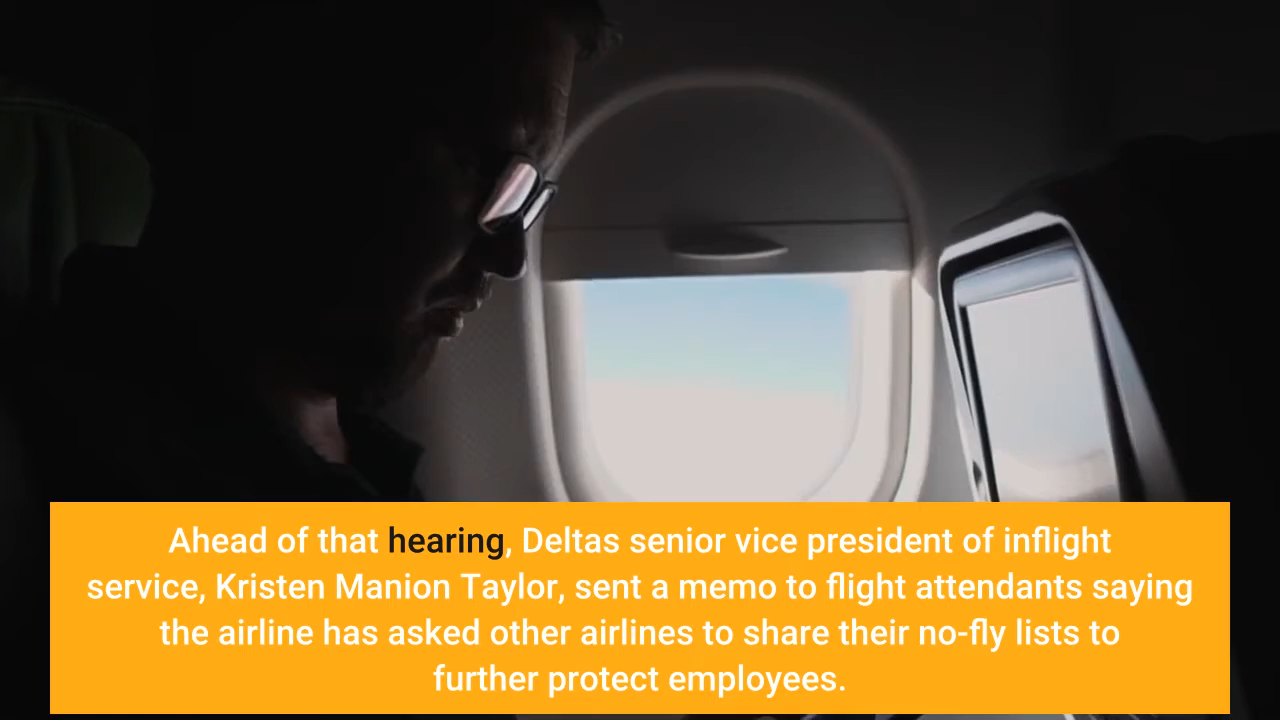 Ahead of that hearing, Deltas senior vice president of inflight
service, Kristen Manion Taylor, sent a memo to flight attendants saying
the airline has asked other airlines to share their no-fly lists to
further protect employees.